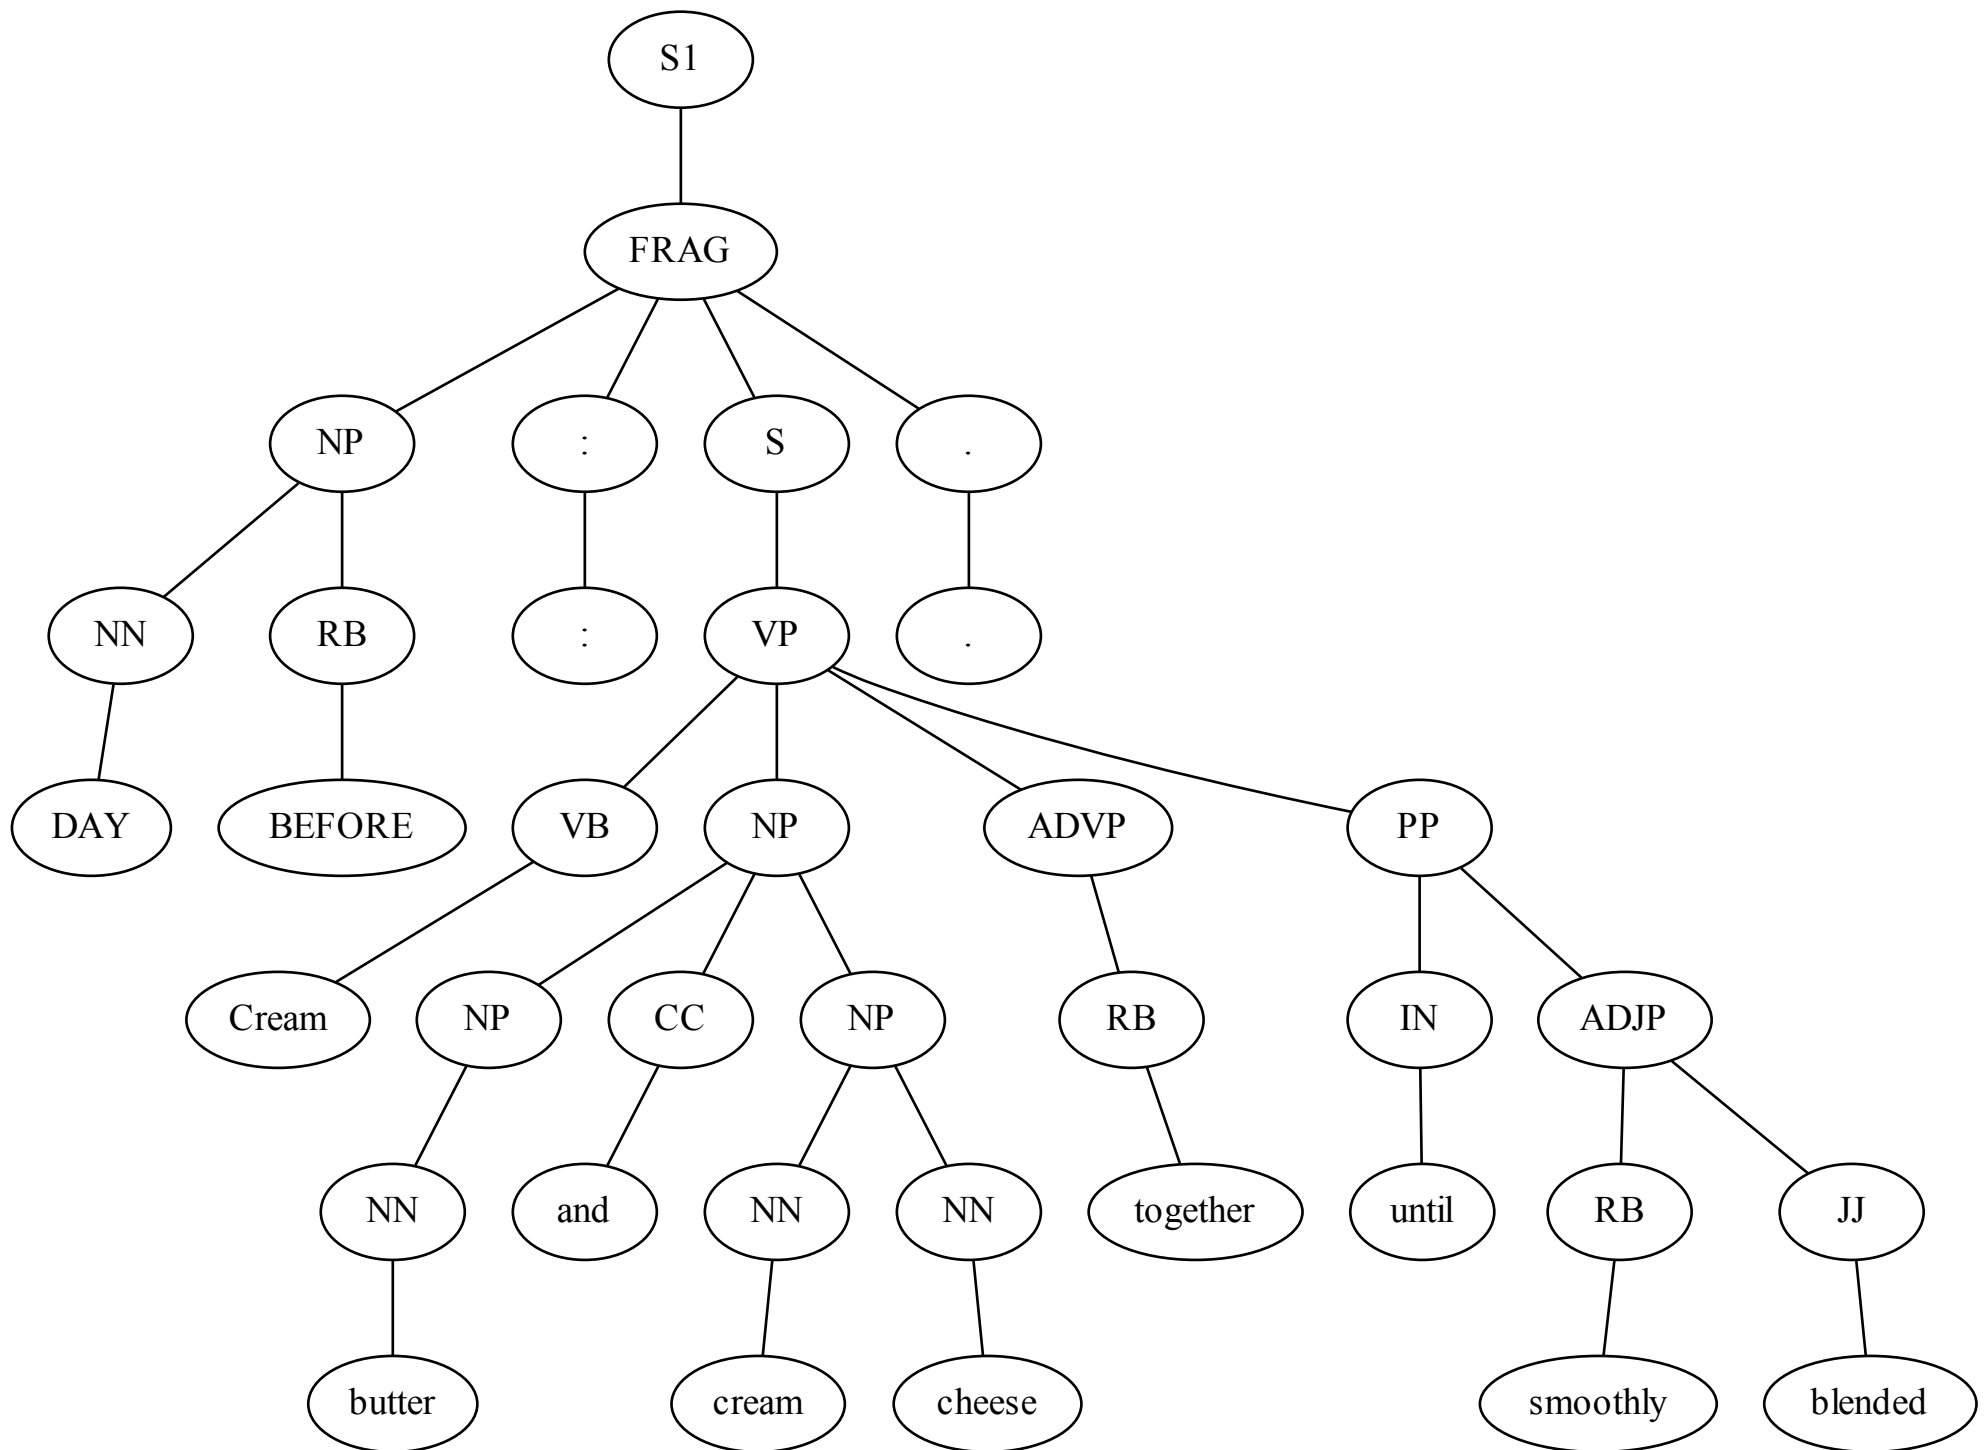 S1
FRAG
NP : S .
NN RB : VP .
DAY BEFORE VB NP ADVP PP
Cream NP CC NP RB IN ADJP
NN and NN NN together until RB JJ
butter cream cheese smoothly blended